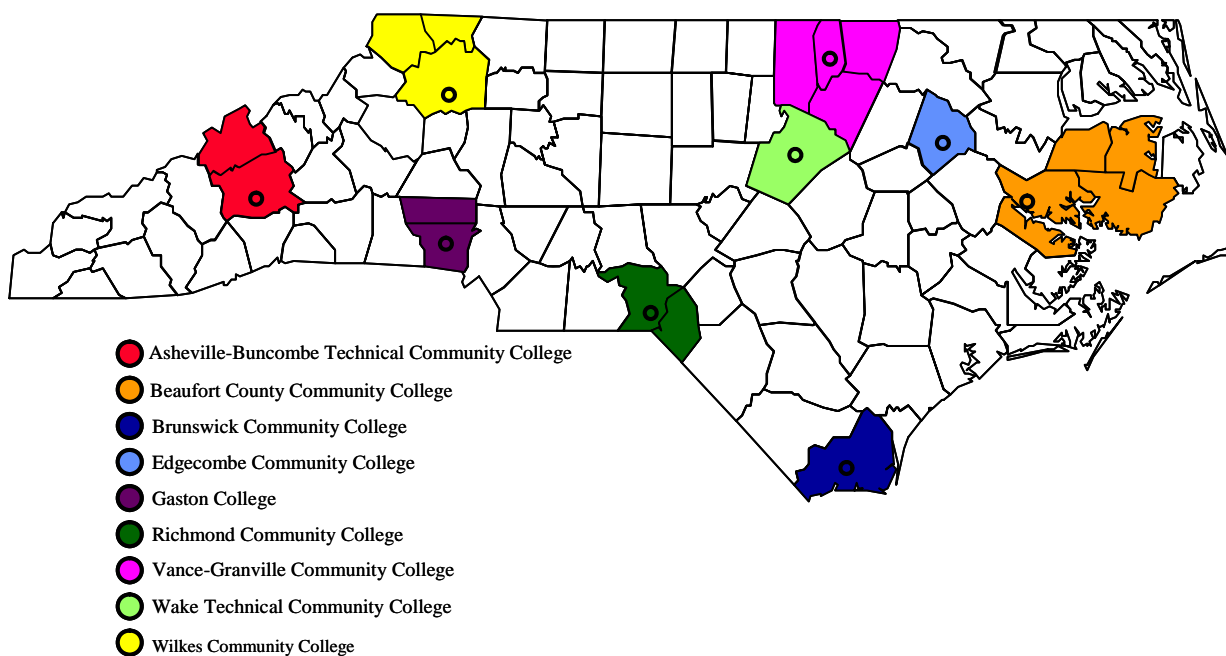 Asheville-Buncombe Technical Community College
Beaufort County Community College
Brunswick Community College
Edgecombe Community College
Gaston College
Richmond Community College
Vance-Granville Community College
Wake Technical Community College
Wilkes Community College